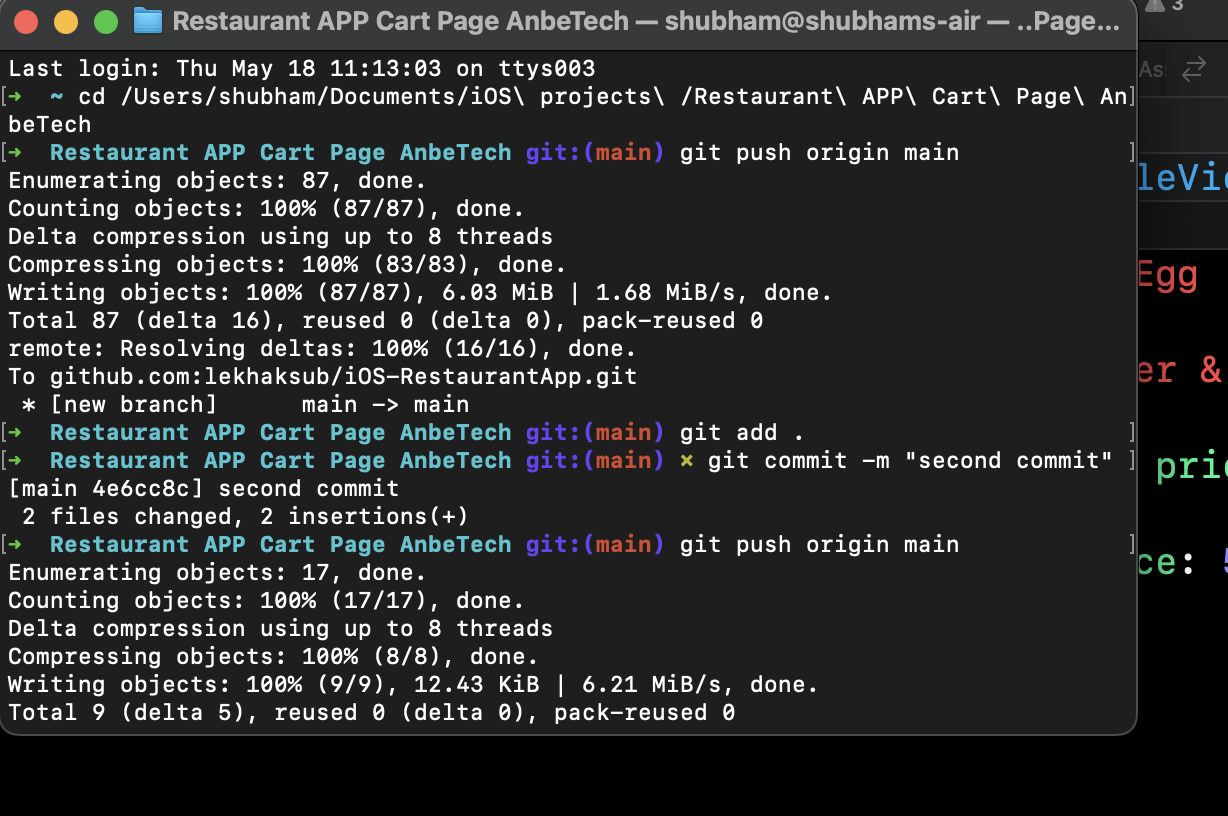 Restaurant APP Cart Page AnbeTech — shubham@shubhams-air — ..Page...
3
Last login: Thu May 18 11:13:03 on ttys003
[➜ ~ cd /Users/shubham/Documents/iOS\ projects\ /Restaurant\ APP\ Cart\ Page\ An]
beTech
[➜ Restaurant APP Cart Page AnbeTech git:(main) git push origin main ]
Enumerating objects: 87, done.
Counting objects: 100% (87/87), done.
Delta compression using up to 8 threads
Compressing objects: 100% (83/83), done.
Writing objects: 100% (87/87), 6.03 MiB | 1.68 MiB/s, done.
Total 87 (delta 16), reused 0 (delta 0), pack-reused 0
remote: Resolving deltas: 100% (16/16), done.
To github.com:lekhaksub/iOS-RestaurantApp.git
* [new branch] main -> main
[➜ Restaurant APP Cart Page AnbeTech git:(main) git add . ]
[➜ Restaurant APP Cart Page AnbeTech git:(main) ✗ git commit -m "second commit" ]
[main 4e6cc8c] second commit
2 files changed, 2 insertions(+)
[➜ Restaurant APP Cart Page AnbeTech git:(main) git push origin main ]
Enumerating objects: 17, done.
Counting objects: 100% (17/17), done.
Delta compression using up to 8 threads
Compressing objects: 100% (8/8), done.
Writing objects: 100% (9/9), 12.43 KiB | 6.21 MiB/s, done.
Total 9 (delta 5), reused 0 (delta 0), pack-reused 0
As
leVi
Egg
er &
pri
ce: